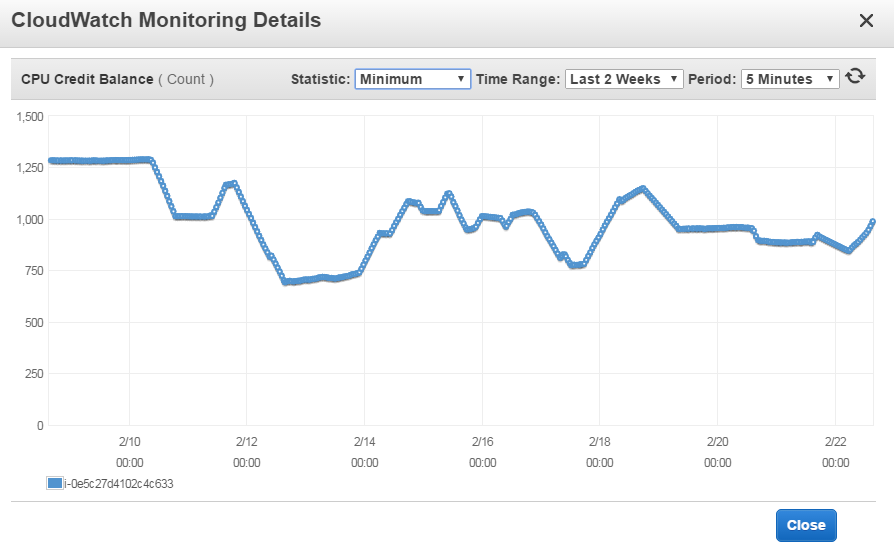 CloudWatch Monitoring Details
CPU Credit Balance ( Count ) Statistic: Minimum Time Range: Last 2 Weeks Period: 5 Minutes
1,500
1,250
1,000
750
500
250
0
2/10 2/12 2/14 2/16 2/18 2/20 2/22
00:00 00:00 00:00 00:00 00:00 00:00 00:00
i-0e5c27d4102c4c633
Close